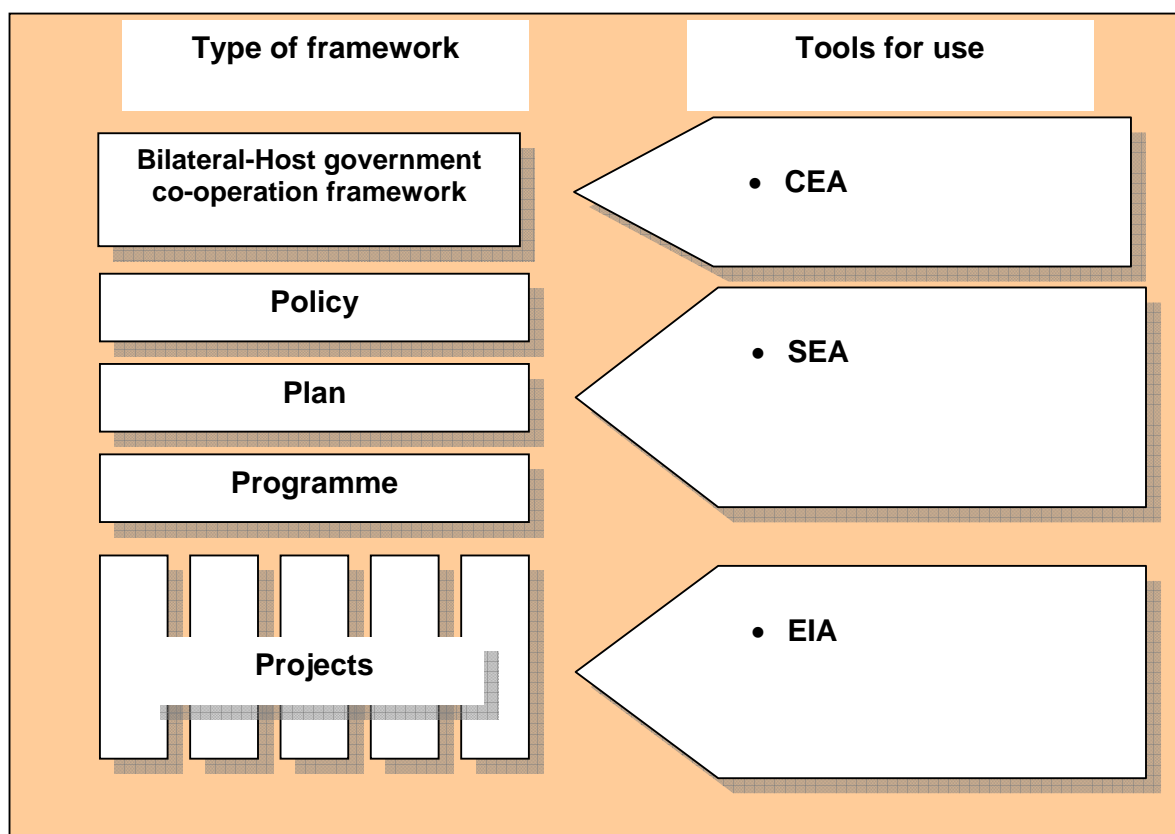 Type of framework
Tools for use
Bilateral-Host government
co-operation framework
• CEA
Policy
• SEA
Plan
Programme
• EIA
Projects